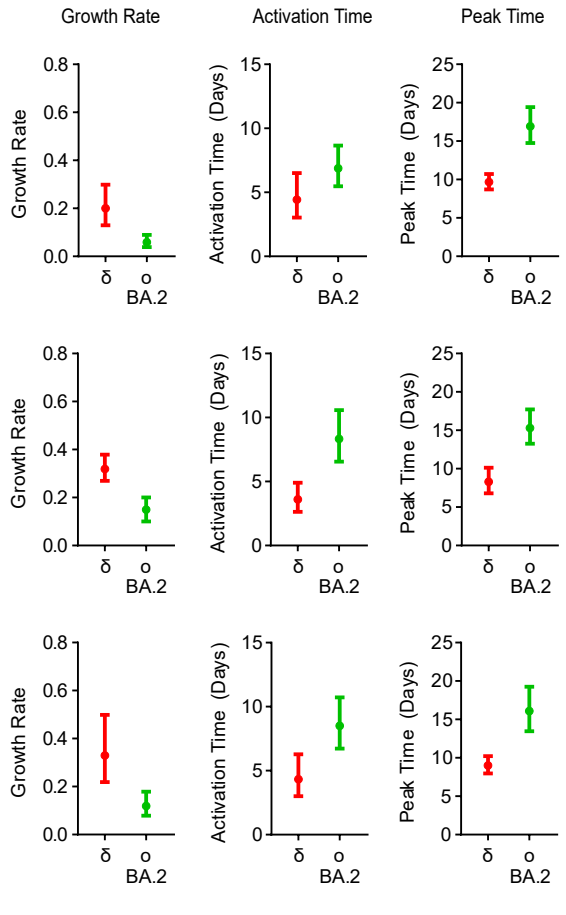 Growth Rate Activation Time Peak Time
Growth Rate
0.8
0.6
0.4
0.2
0.0
δ o
BA.2
Activation Time (Days)
15
10
5
0
δ o
BA.2
Peak Time (Days)
25
20
15
10
5
0
δ o
BA.2
Growth Rate
0.8
0.6
0.4
0.2
0.0
δ o
BA.2
Activation Time (Days)
15
10
5
0
δ o
BA.2
Peak Time (Days)
25
20
15
10
5
0
δ o
BA.2
Growth Rate
0.8
0.6
0.4
0.2
0.0
δ o
BA.2
Activation Time (Days)
15
10
5
0
δ o
BA.2
Peak Time (Days)
25
20
15
10
5
0
δ o
BA.2